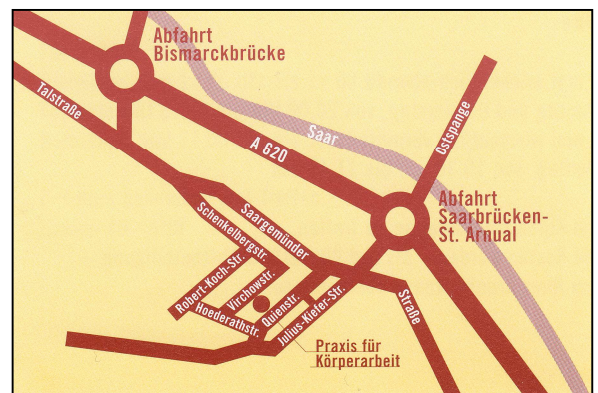 Abfahrt
Bismarckbrücke
Talstraße
Saar
A 620
Ostspange
Abfahrt
Saarbrücken-
St. Arnual
Schenkelbergstr.
Saargemünder
Straße
Robert-Koch-Str.
Virchowstr.
Hoederathstr.
Quienstr.
Julius-Kiefer-Str.
Praxis für
Körperarbeit